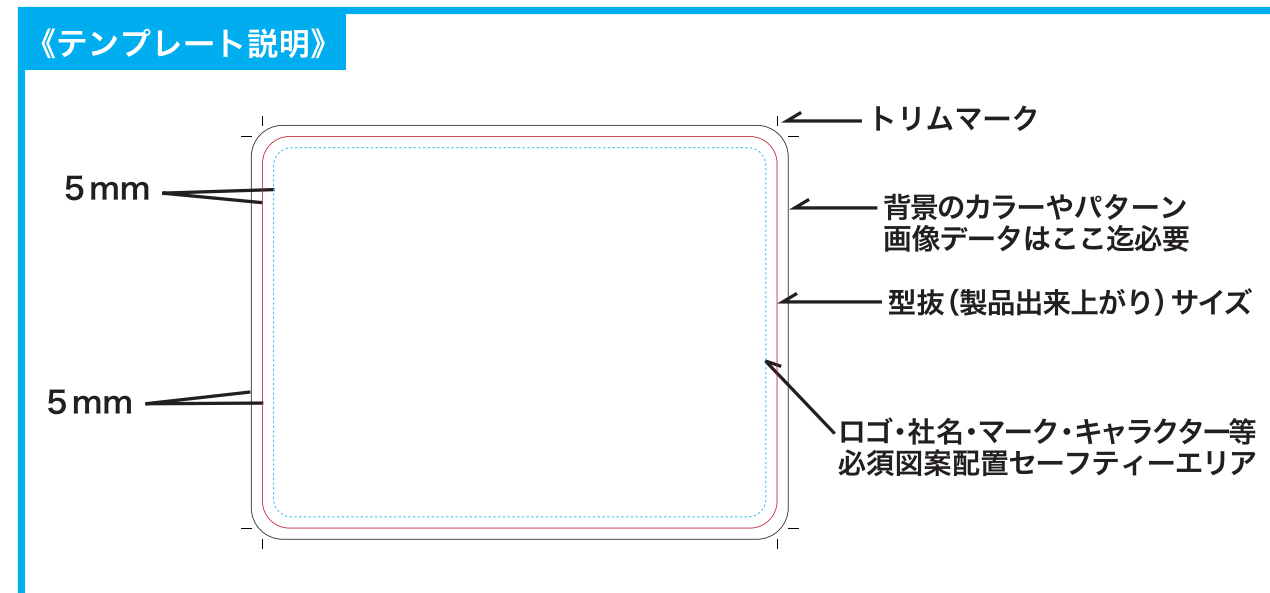 《テンプレート説明》
トリムマーク
5mm
背景のカラーやパターン
画像データはここ迄必要
型抜(製品出来上がり)サイズ
5mm
ロゴ・社名・マーク・キャラクター等
必須図案配置セーフティーエリア